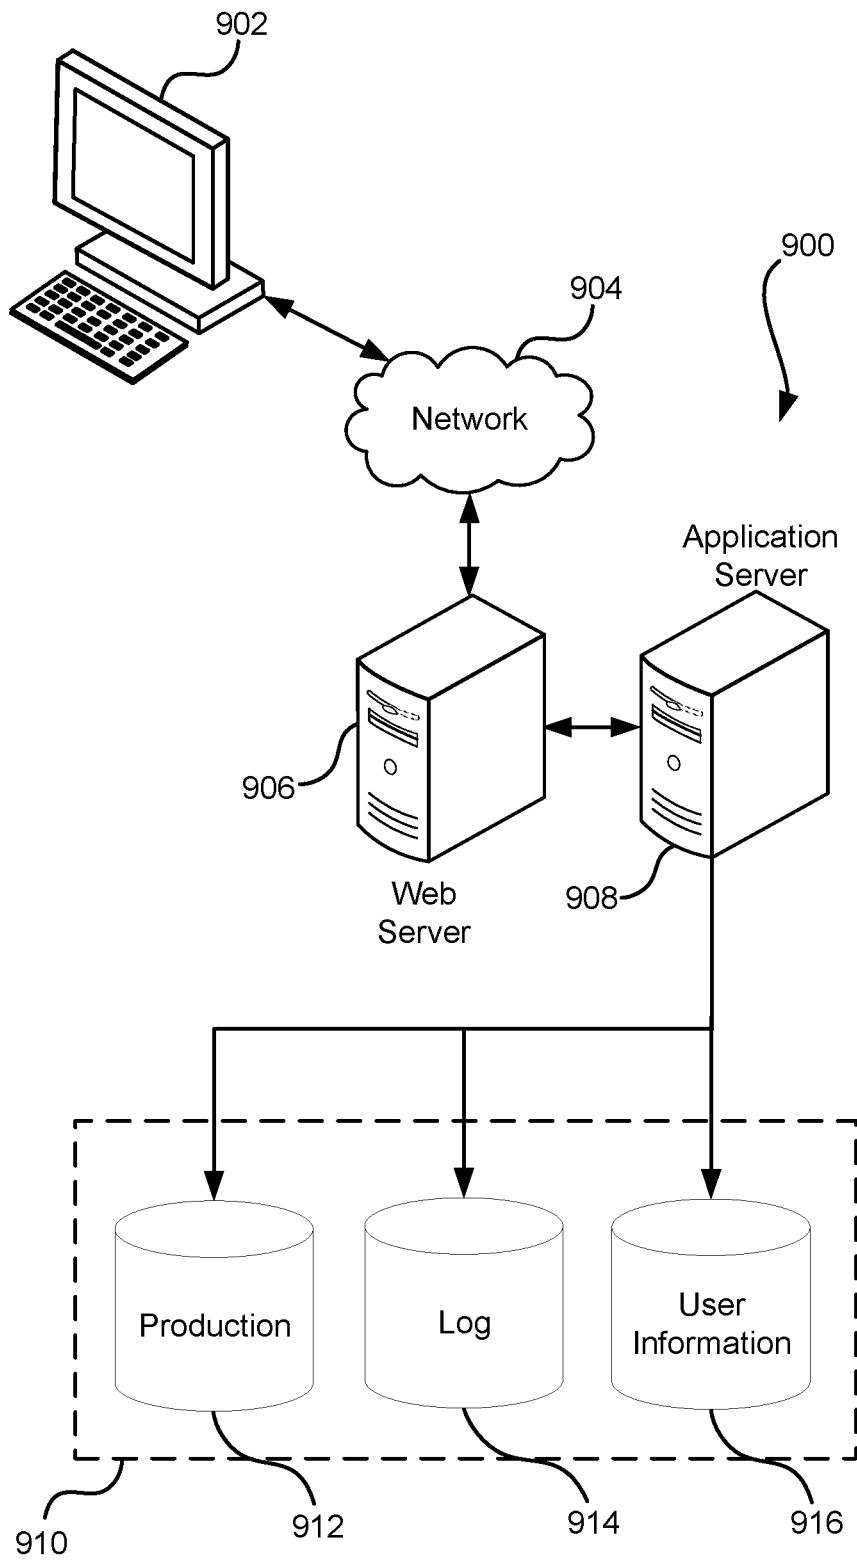 902
900
904
Network
Application
Server
906
908
Web
Server
Production
Log
User
Information
910
912
914
916